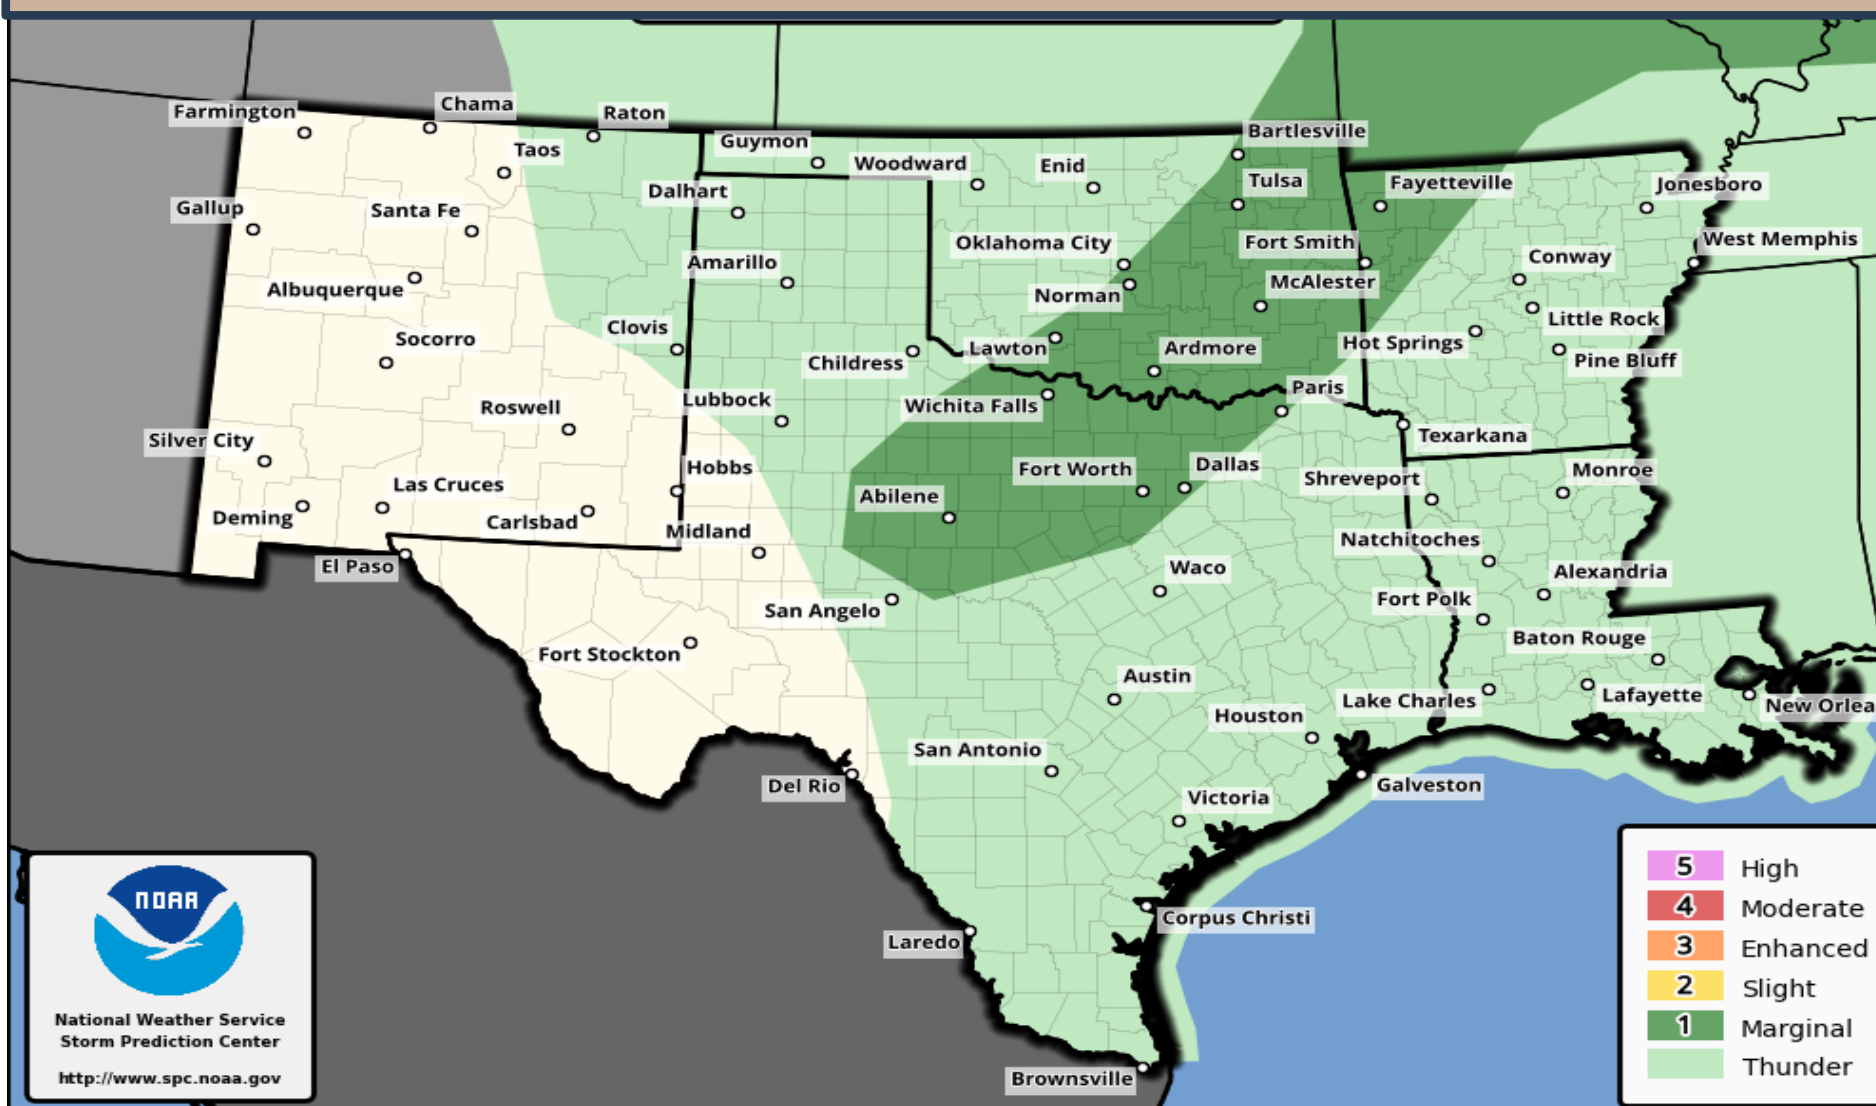 Farmington
Chama
Raton
Taos
Guymon
Woodward
Enid
Bartlesville
Tulsa
Fayetteville
Jonesboro
Gallup
Santa Fe
Dalhart
Oklahoma City
Fort Smith
West Memphis
Albuquerque
Amarillo
Norman
McAlester
Conway
Socorro
Clovis
Childress
Lawton
Ardmore
Hot Springs
Little Rock
Pine Bluff
Roswell
Lubbock
Wichita Falls
Paris
Texarkana
Silver City
Las Cruces
Hobbs
Abilene
Fort Worth
Dallas
Shreveport
Monroe
Deming
Carlsbad
Midland
Natchitoches
El Paso
San Angelo
Waco
Fort Polk
Alexandria
Fort Stockton
Austin
Baton Rouge
Houston
Lake Charles
Lafayette
New Orlea
San Antonio
Del Rio
Victoria
Galveston
Laredo
Corpus Christi
Brownsville
NOAA
National Weather Service
Storm Prediction Center
http://www.spc.noaa.gov
5 High
4 Moderate
3 Enhanced
2 Slight
1 Marginal
Thunder